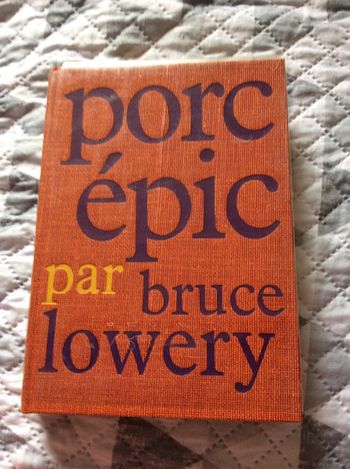 porc
épic
par bruce
lowery